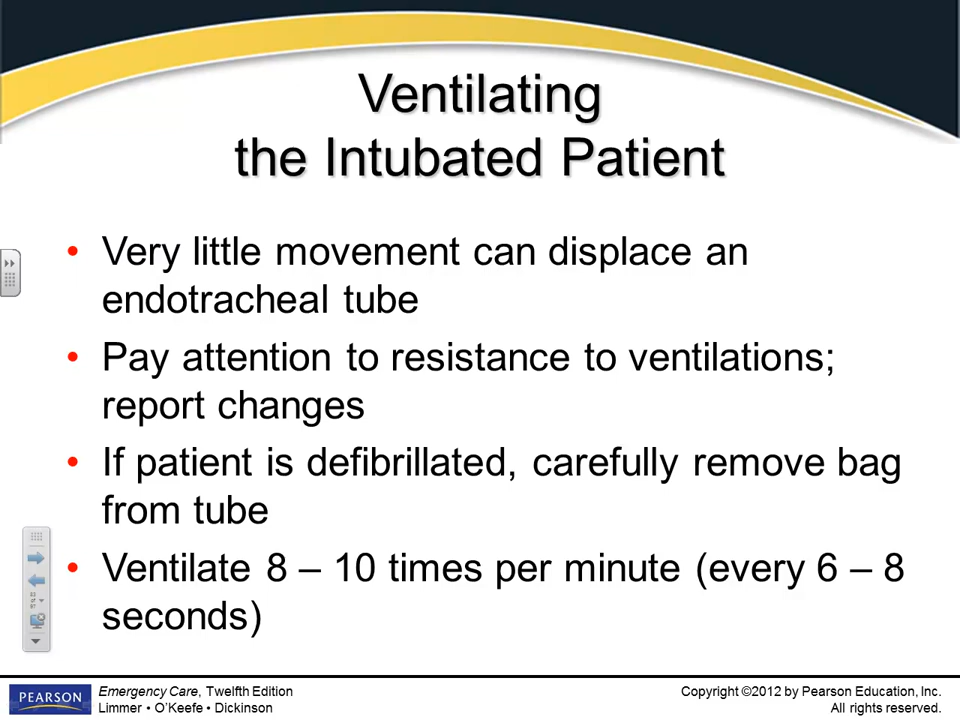 Ventilating
the Intubated Patient
• Very little movement can displace an
endotracheal tube
• Pay attention to resistance to ventilations;
report changes
• If patient is defibrillated, carefully remove bag
from tube
• Ventilate 8 – 10 times per minute (every 6 – 8
seconds)
PEARSON
Emergency Care, Twelfth Edition
Limmer • O’Keefe • Dickinson
Copyright ©2012 by Pearson Education, Inc.
All rights reserved.